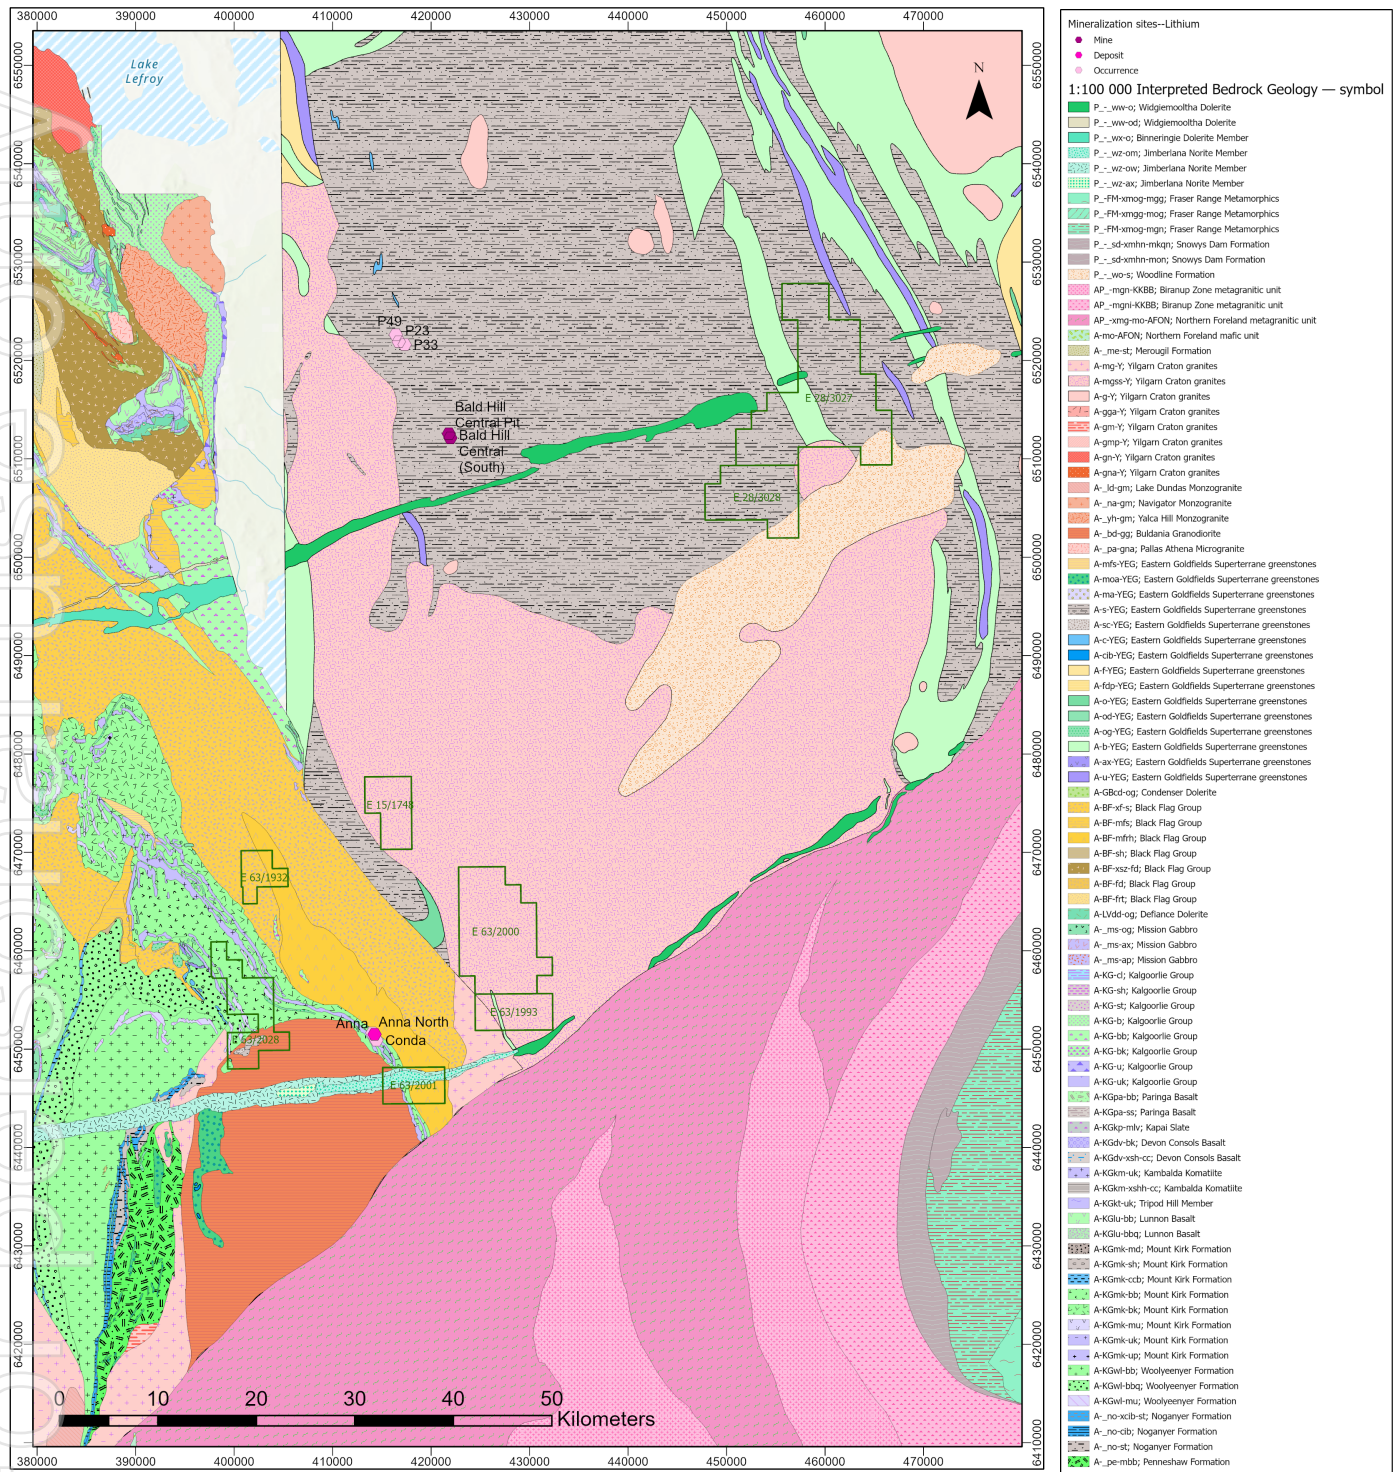 380000 390000 400000 410000 420000 430000 440000 450000 460000 470000
6550000
6540000
6530000
6520000
6510000
6500000
6490000
6480000
6470000
6460000
6450000
6440000
6430000
6420000
6550000
6540000
6530000
6520000
6510000
6500000
6490000
6480000
6470000
6460000
6450000
6440000
6430000
6420000
6410000
Lake
Lefroy
N
P49
P23
P33
Bald Hill
Central Pit
Bald Hill
Central
(South)
E 28/3027
E 28/3028
E 15/1748
E 63/1932
E 63/2000
E 63/1993
E 63/2028
E 63/2001
Anna
Anna North
Conda
0 10 20 30 40 50
Kilometers
380000 390000 400000 410000 420000 430000 440000 450000 460000 470000
Mineralization sites--Lithium
Mine
Deposit
Occurrence
1:100 000 Interpreted Bedrock Geology — symbol
P_-_ww-o; Widgiemooltha Dolerite
P_-_ww-od; Widgiemooltha Dolerite
P_-_wx-o; Binneringie Dolerite Member
P_-_wz-om; Jimberlana Norite Member
P_-_wz-ow; Jimberlana Norite Member
P_-_wz-ax; Jimberlana Norite Member
P_-FM-xmog-mgg; Fraser Range Metamorphics
P_-FM-xmgg-mog; Fraser Range Metamorphics
P_-FM-xmog-mgn; Fraser Range Metamorphics
P_-_sd-xmhn-mkqn; Snowys Dam Formation
P_-_sd-xmhn-mon; Snowys Dam Formation
P_-_wo-s; Woodline Formation
AP_-mgn-KKBB; Biranup Zone metagranitic unit
AP_-mgni-KKBB; Biranup Zone metagranitic unit
AP_-xmg-mo-AFON; Northern Foreland metagranitic unit
A-mo-AFON; Northern Foreland mafic unit
A-_me-st; Merougil Formation
A-mg-Y; Yilgarn Craton granites
A-mgss-Y; Yilgarn Craton granites
A-g-Y; Yilgarn Craton granites
A-gga-Y; Yilgarn Craton granites
A-gm-Y; Yilgarn Craton granites
A-gmp-Y; Yilgarn Craton granites
A-gn-Y; Yilgarn Craton granites
A-gna-Y; Yilgarn Craton granites
A-_ld-gm; Lake Dundas Monzogranite
A-_na-gm; Navigator Monzogranite
A-_yh-gm; Yalca Hill Monzogranite
A-_bd-gg; Buldania Granodiorite
A-_pa-gna; Pallas Athena Microgranite
A-mfs-YEG; Eastern Goldfields Superterrane greenstones
A-moa-YEG; Eastern Goldfields Superterrane greenstones
A-ma-YEG; Eastern Goldfields Superterrane greenstones
A-s-YEG; Eastern Goldfields Superterrane greenstones
A-sc-YEG; Eastern Goldfields Superterrane greenstones
A-c-YEG; Eastern Goldfields Superterrane greenstones
A-cib-YEG; Eastern Goldfields Superterrane greenstones
A-f-YEG; Eastern Goldfields Superterrane greenstones
A-fdp-YEG; Eastern Goldfields Superterrane greenstones
A-o-YEG; Eastern Goldfields Superterrane greenstones
A-od-YEG; Eastern Goldfields Superterrane greenstones
A-og-YEG; Eastern Goldfields Superterrane greenstones
A-b-YEG; Eastern Goldfields Superterrane greenstones
A-ax-YEG; Eastern Goldfields Superterrane greenstones
A-u-YEG; Eastern Goldfields Superterrane greenstones
A-GBcd-og; Condenser Dolerite
A-BF-xf-s; Black Flag Group
A-BF-mfs; Black Flag Group
A-BF-mfrh; Black Flag Group
A-BF-sh; Black Flag Group
A-BF-xsz-fd; Black Flag Group
A-BF-fd; Black Flag Group
A-BF-frt; Black Flag Group
A-LVdd-og; Defiance Dolerite
A-_ms-og; Mission Gabbro
A-_ms-ax; Mission Gabbro
A-_ms-ap; Mission Gabbro
A-KG-cl; Kalgoorlie Group
A-KG-sh; Kalgoorlie Group
A-KG-st; Kalgoorlie Group
A-KG-b; Kalgoorlie Group
A-KG-bb; Kalgoorlie Group
A-KG-bk; Kalgoorlie Group
A-KG-u; Kalgoorlie Group
A-KG-uk; Kalgoorlie Group
A-KGpa-bb; Paringa Basalt
A-KGpa-ss; Paringa Basalt
A-KGkp-mlv; Kapai Slate
A-KGdv-bk; Devon Consols Basalt
A-KGdv-xsh-cc; Devon Consols Basalt
A-KGkm-uk; Kambalda Komatiite
A-KGkm-xshh-cc; Kambalda Komatiite
A-KGkt-uk; Tripod Hill Member
A-KGlu-bb; Lunnon Basalt
A-KGlu-bbq; Lunnon Basalt
A-KGmk-md; Mount Kirk Formation
A-KGmk-sh; Mount Kirk Formation
A-KGmk-ccb; Mount Kirk Formation
A-KGmk-bb; Mount Kirk Formation
A-KGmk-bk; Mount Kirk Formation
A-KGmk-mu; Mount Kirk Formation
A-KGmk-uk; Mount Kirk Formation
A-KGmk-up; Mount Kirk Formation
A-KGwl-bb; Woolyeenyer Formation
A-KGwl-bbq; Woolyeenyer Formation
A-KGwl-mu; Woolyeenyer Formation
A-_no-xcib-st; Noganyer Formation
A-_no-cib; Noganyer Formation
A-_no-st; Noganyer Formation
A-_pe-mbb; Penneshaw Formation